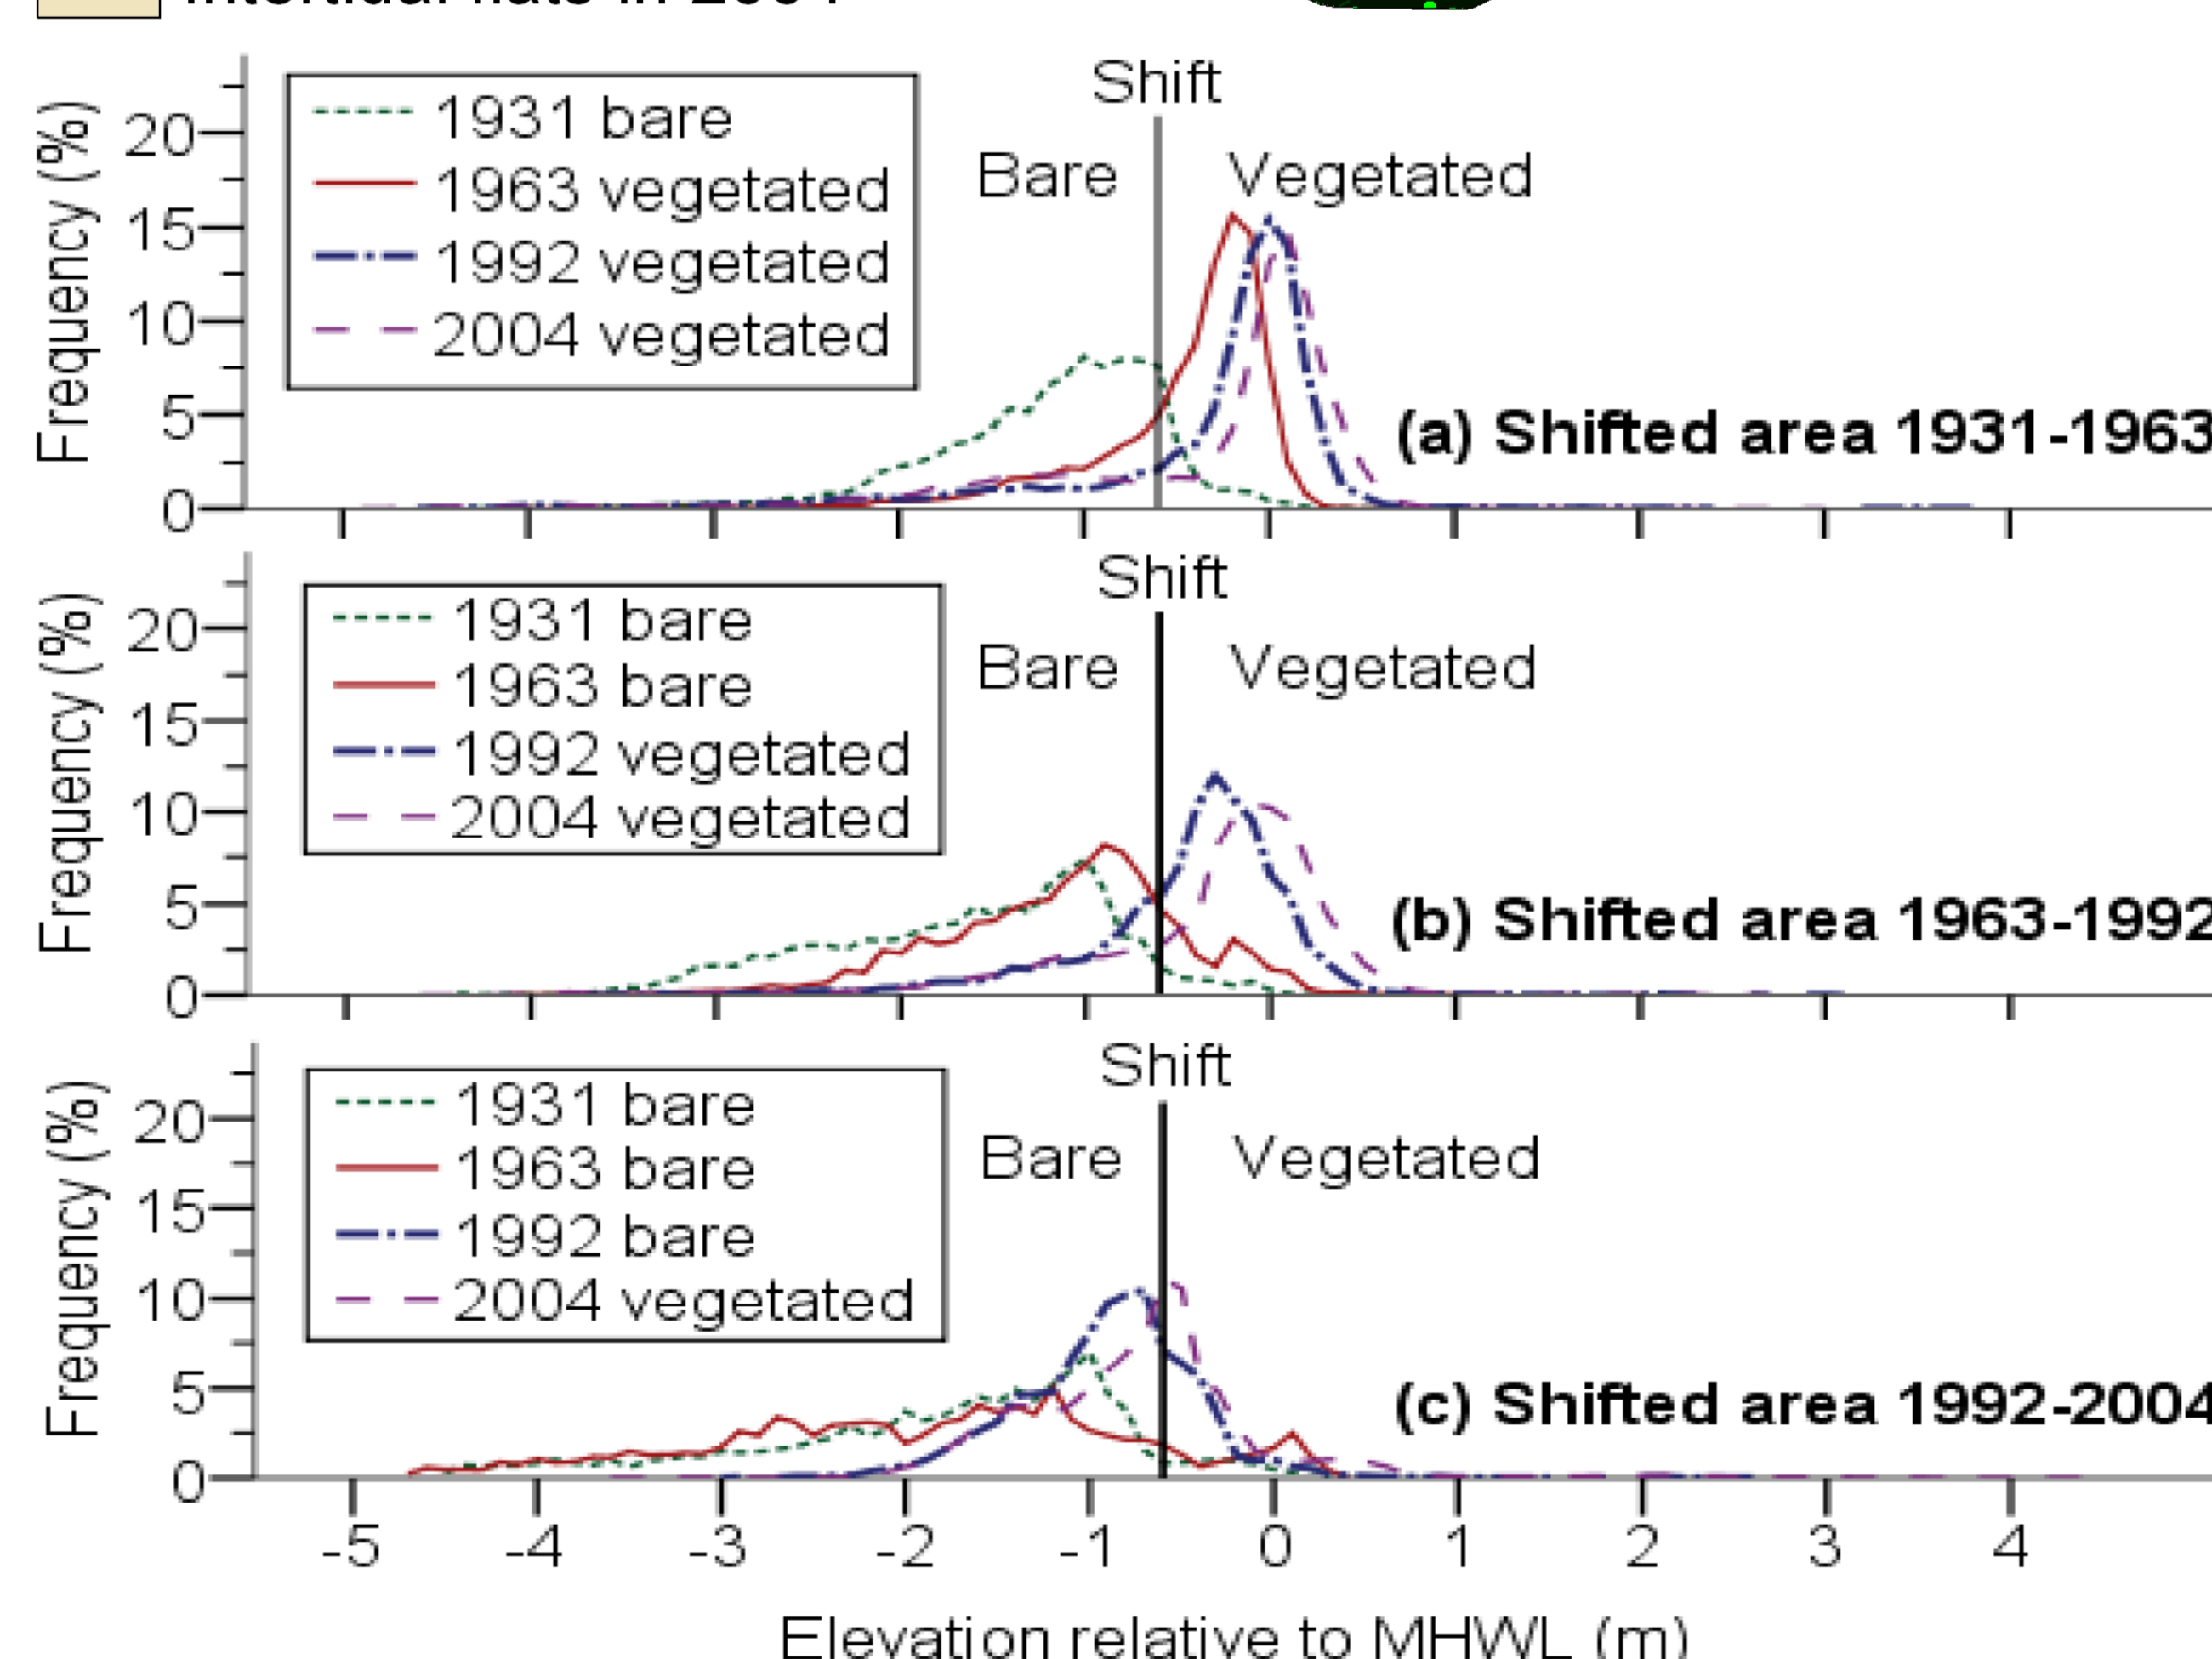 Intertidal flats in 2004
Shift
Bare Vegetated
1931 bare
1963 vegetated
1992 vegetated
2004 vegetated
Frequency (%)
20
15
10
5
0
(a) Shifted area 1931-1963
Shift
Bare Vegetated
1931 bare
1963 bare
1992 vegetated
2004 vegetated
Frequency (%)
20
15
10
5
0
(b) Shifted area 1963-1992
Shift
Bare Vegetated
1931 bare
1963 bare
1992 bare
2004 vegetated
Frequency (%)
20
15
10
5
0
(c) Shifted area 1992-2004
-5 -4 -3 -2 -1 0 1 2 3 4
Elevation relative to MHWL (m)